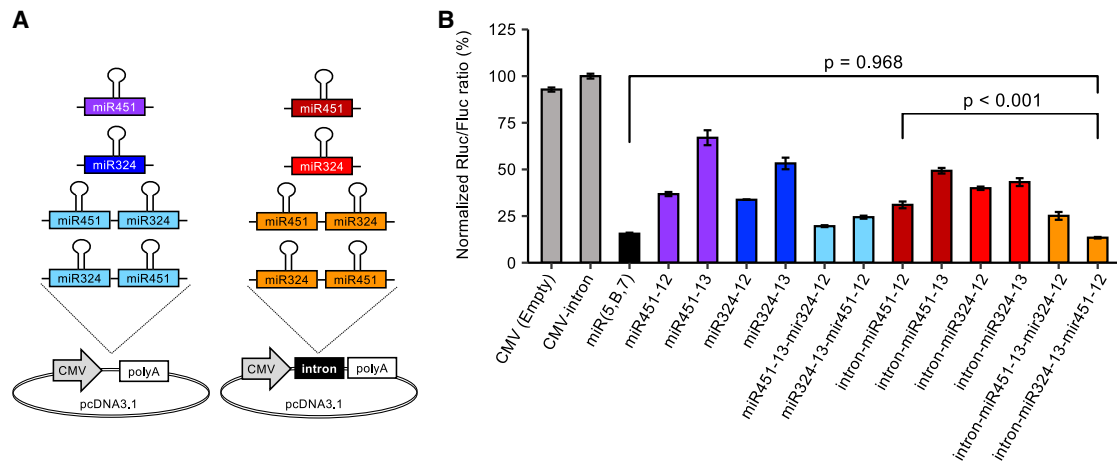 A
miR451
miR451
miR324
miR324
miR451 miR324
miR451 miR324
miR324 miR451
miR324 miR451
CMV polyA
pcDNA3.1
CMV intron polyA
pcDNA3.1
B
Normalized Rluc/Fluc ratio (%)
125
100
75
50
25
0
p = 0.968
p < 0.001
CMV (Empty)
CMV-intron
miR(5,B,7)
miR451-12
miR451-13
miR324-12
miR324-13
miR451-13-mir324-12
miR324-13-mir451-12
intron-miR451-12
intron-miR451-13
intron-miR324-12
intron-miR324-13
intron-miR451-13-mir324-12
intron-miR324-13-mir451-12